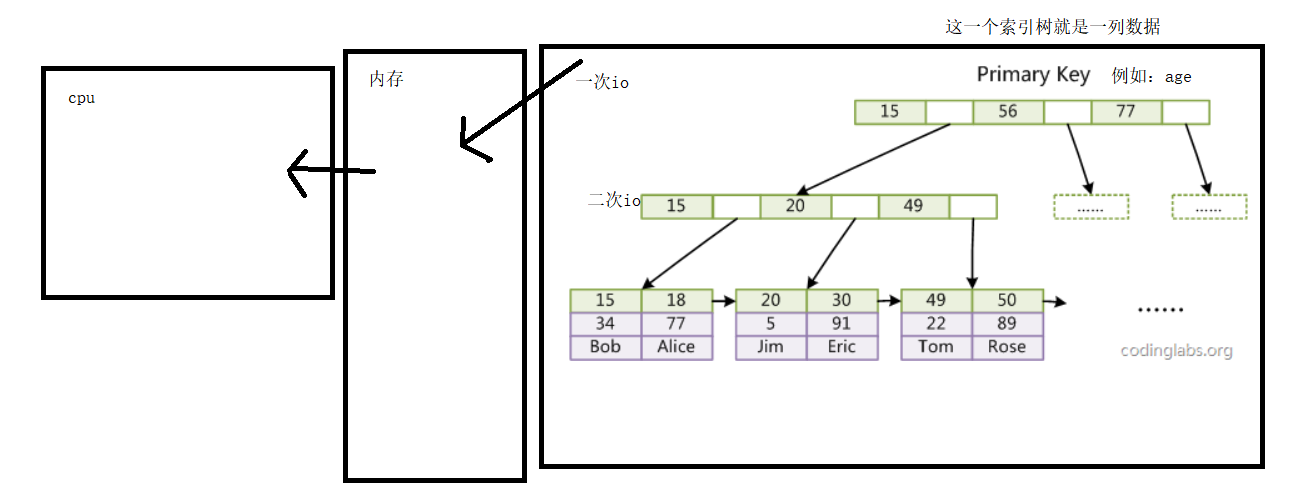 这一个索引树就是一列数据
cpu
内存
一次io
Primary Key 例如：age
15 56 77
二次io
15 20 49
...... ......
15 18 20 30 49 50
34 77 5 91 22 89
Bob Alice Jim Eric Tom Rose
......
codinglabs.org